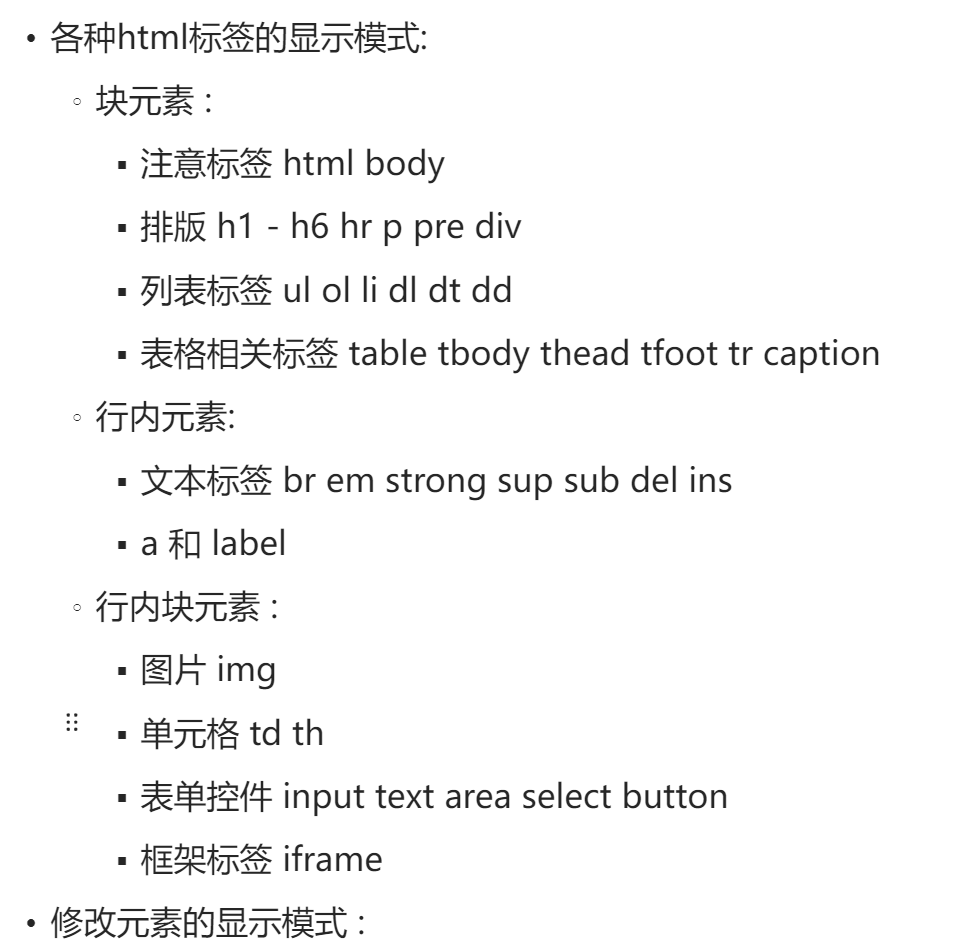 • 各种html标签的显示模式:
◦ 块元素：
▪ 注意标签 html body
▪ 排版 h1 - h6 hr p pre div
▪ 列表标签 ul ol li dl dt dd
▪ 表格相关标签 table tbody thead tfoot tr caption
◦ 行内元素:
▪ 文本标签 br em strong sup sub del ins
▪ a 和 label
◦ 行内块元素：
▪ 图片 img
▪ 单元格 td th
▪ 表单控件 input text area select button
▪ 框架标签 iframe
• 修改元素的显示模式：